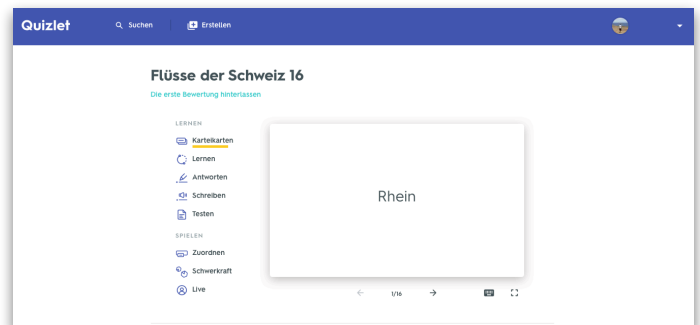 Quizlet
Suchen
Erstellen
Flüsse der Schweiz 16
Die erste Bewertung hinterlassen
LERNEN
Karteikarten
Lernen
Antworten
Schreiben
Testen
SPIELEN
Zuordnen
Schwerkraft
Live
Rhein
1/16